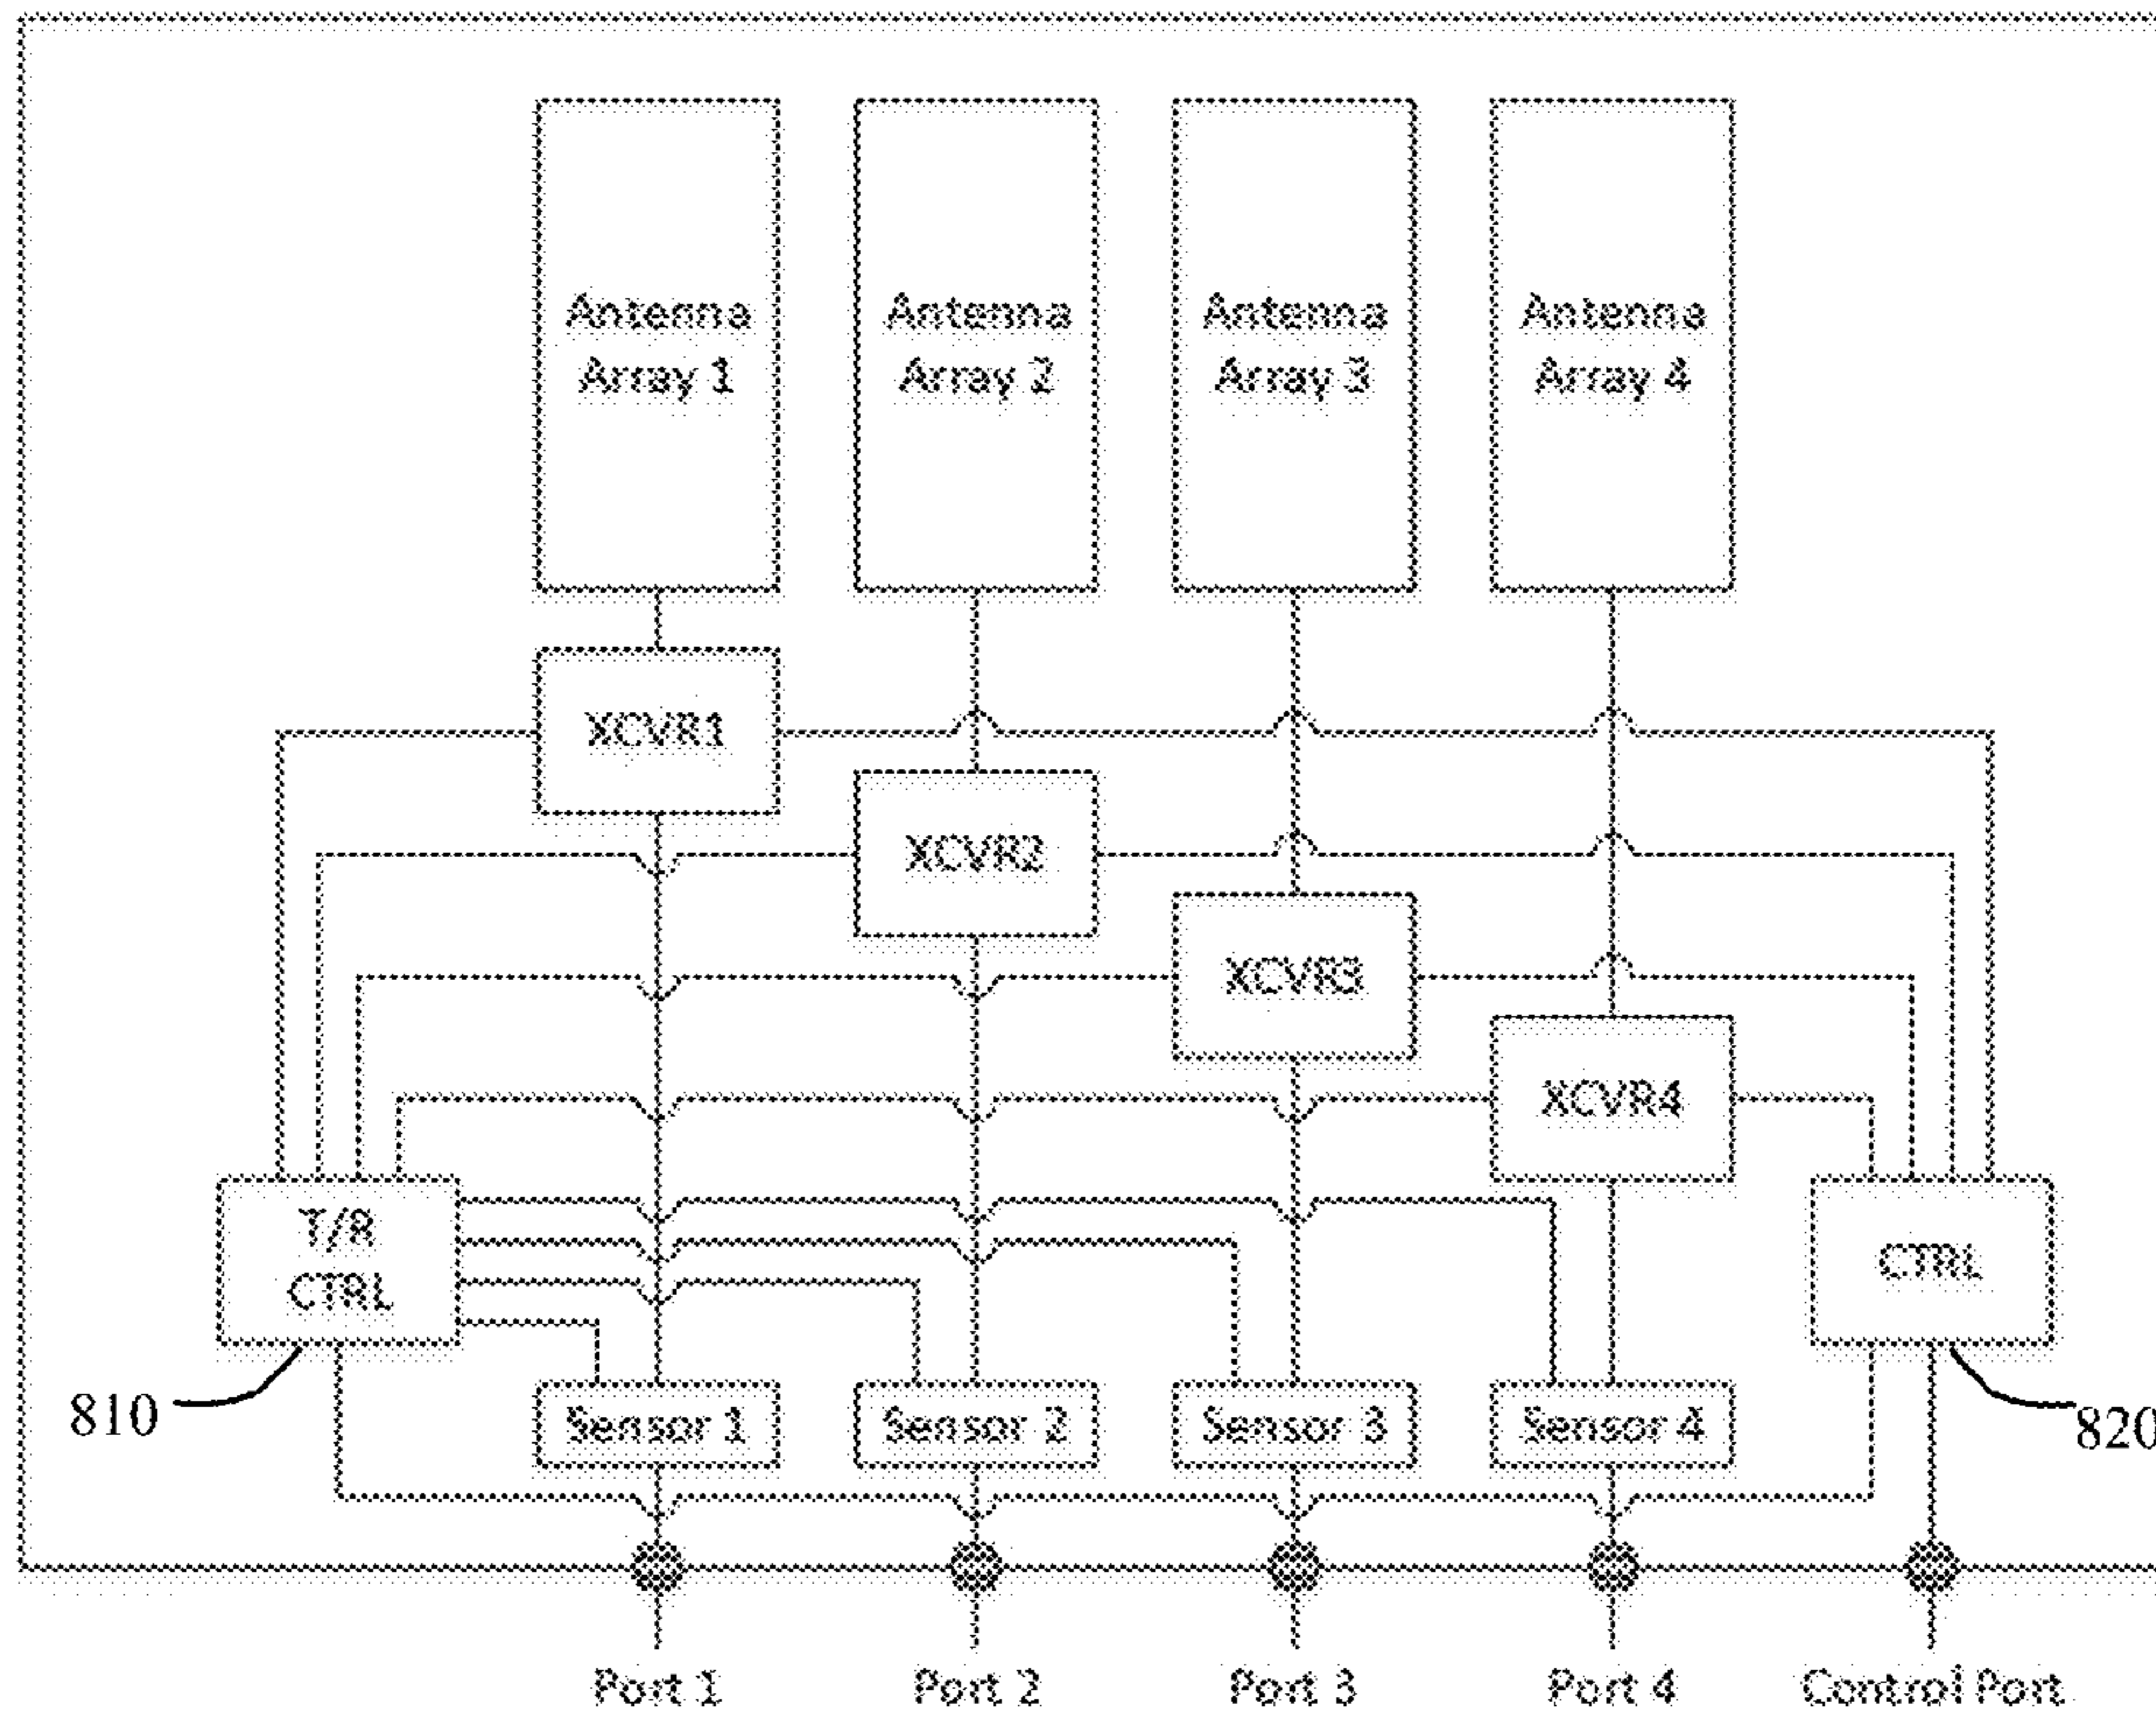 Antenna
Array 1
Antenna
Array 2
Antenna
Array 3
Antenna
Array 4
XCVR1
XCVR2
XCVR3
XCVR4
T/R
CTRL
CTRL
810
820
Sensor 1
Sensor 2
Sensor 3
Sensor 4
Port 1
Port 2
Port 3
Port 4
Control Port